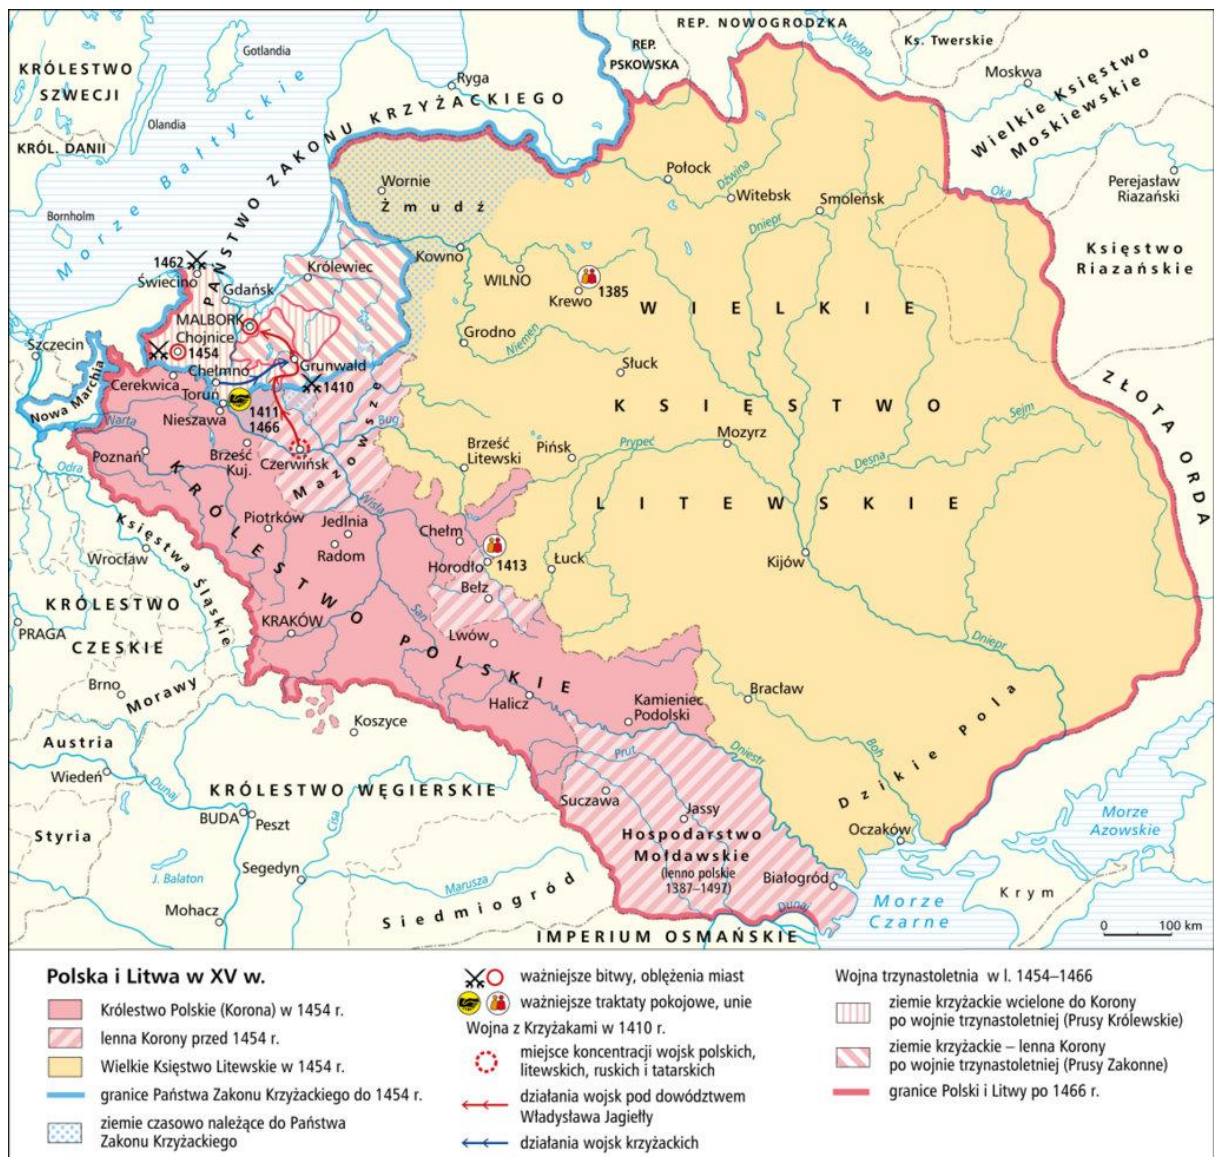 REP. NOWOGRODZKA
Wołga
Gotlandia
REP.
PSKOWSKA
Ks. Twerskie
KRÓLESTWO
SZWECJI
Ryga
Moskwa
Wielkie Księstwo
Moskiewskie
Olandia
KRÓL. DANII
Morze Bałtyckie
PAŃSTWO ZAKONU KRZYŻACKIEGO
Wornie
Żmudź
Połock
Dźwina
Witebsk
Smoleńsk
Dniepr
Oka
Perejasław
Riazański
Bornholm
Księstwo
Riazańskie
Kowno
1462
Świecino
Królewiec
WILNO
Krewo
1385
Gdańsk
WIELKIE
MALBORK
Chojnice
1454
Grodno
Niemen
Szczecin
Nowa Marchia
Chełmno
Cerekwica
Grunwald
1410
Słuck
Toruń
Nieszawa
1411
1466
KSIĘSTWO
ZŁOTA ORDA
Warta
Bug
Mazowsze
Sejm
Poznań
Brześć
Kuj.
Czerwińsk
Brześć
Litewski
Pińsk
Prypeć
Mozyrz
Desna
Odra
KRÓLESTWO POLSKIE
Wisła
LITEWSKIE
Księstwa Śląskie
Piotrków
Jedlnia
Radom
Chełm
Wrocław
Horodło
1413
Łuck
Kijów
Bełz
KRÓLESTWO
CZESKIE
PRAGA
KRAKÓW
San
Lwów
Dniepr
Brno
Morawy
Halicz
Kamieniec
Podolski
Bracław
Koszyce
Dzikie Pola
Austria
Wiedeń
Dunaj
Prut
Dniestr
Boh
KRÓLESTWO WĘGIERSKIE
Suczawa
Jassy
BUDA
Peszt
Cisa
Morze
Azowskie
Styria
Hospodarstwo
Mołdawskie
(lenno polskie
1387–1497)
Oczaków
Segedyn
J. Balaton
Marusza
Białogród
Siedmiogród
Krym
Mohacz
Dunaj
Morze
Czarne
IMPERIUM OSMAŃSKIE
0 100 km
Polska i Litwa w XV w.
Królestwo Polskie (Korona) w 1454 r.
lenna Korony przed 1454 r.
Wielkie Księstwo Litewskie w 1454 r.
granice Państwa Zakonu Krzyżackiego do 1454 r.
ziemie czasowo należące do Państwa
Zakonu Krzyżackiego
ważniejsze bitwy, oblężenia miast
ważniejsze traktaty pokojowe, unie
Wojna z Krzyżakami w 1410 r.
miejsce koncentracji wojsk polskich,
litewskich, ruskich i tatarskich
działania wojsk pod dowództwem
Władysława Jagiełły
działania wojsk krzyżackich
Wojna trzynastoletnia w l. 1454–1466
ziemie krzyżackie wcielone do Korony
po wojnie trzynastoletniej (Prusy Królewskie)
ziemie krzyżackie – lenna Korony
po wojnie trzynastoletniej (Prusy Zakonne)
granice Polski i Litwy po 1466 r.